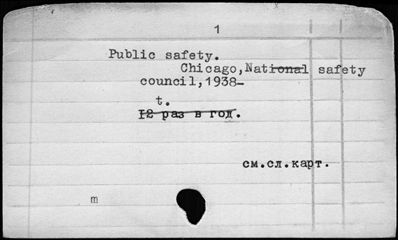 1
Public safety.
Chicago,National safety
council,1938-
t.
12 раз в год.
см.сл.карт.
m